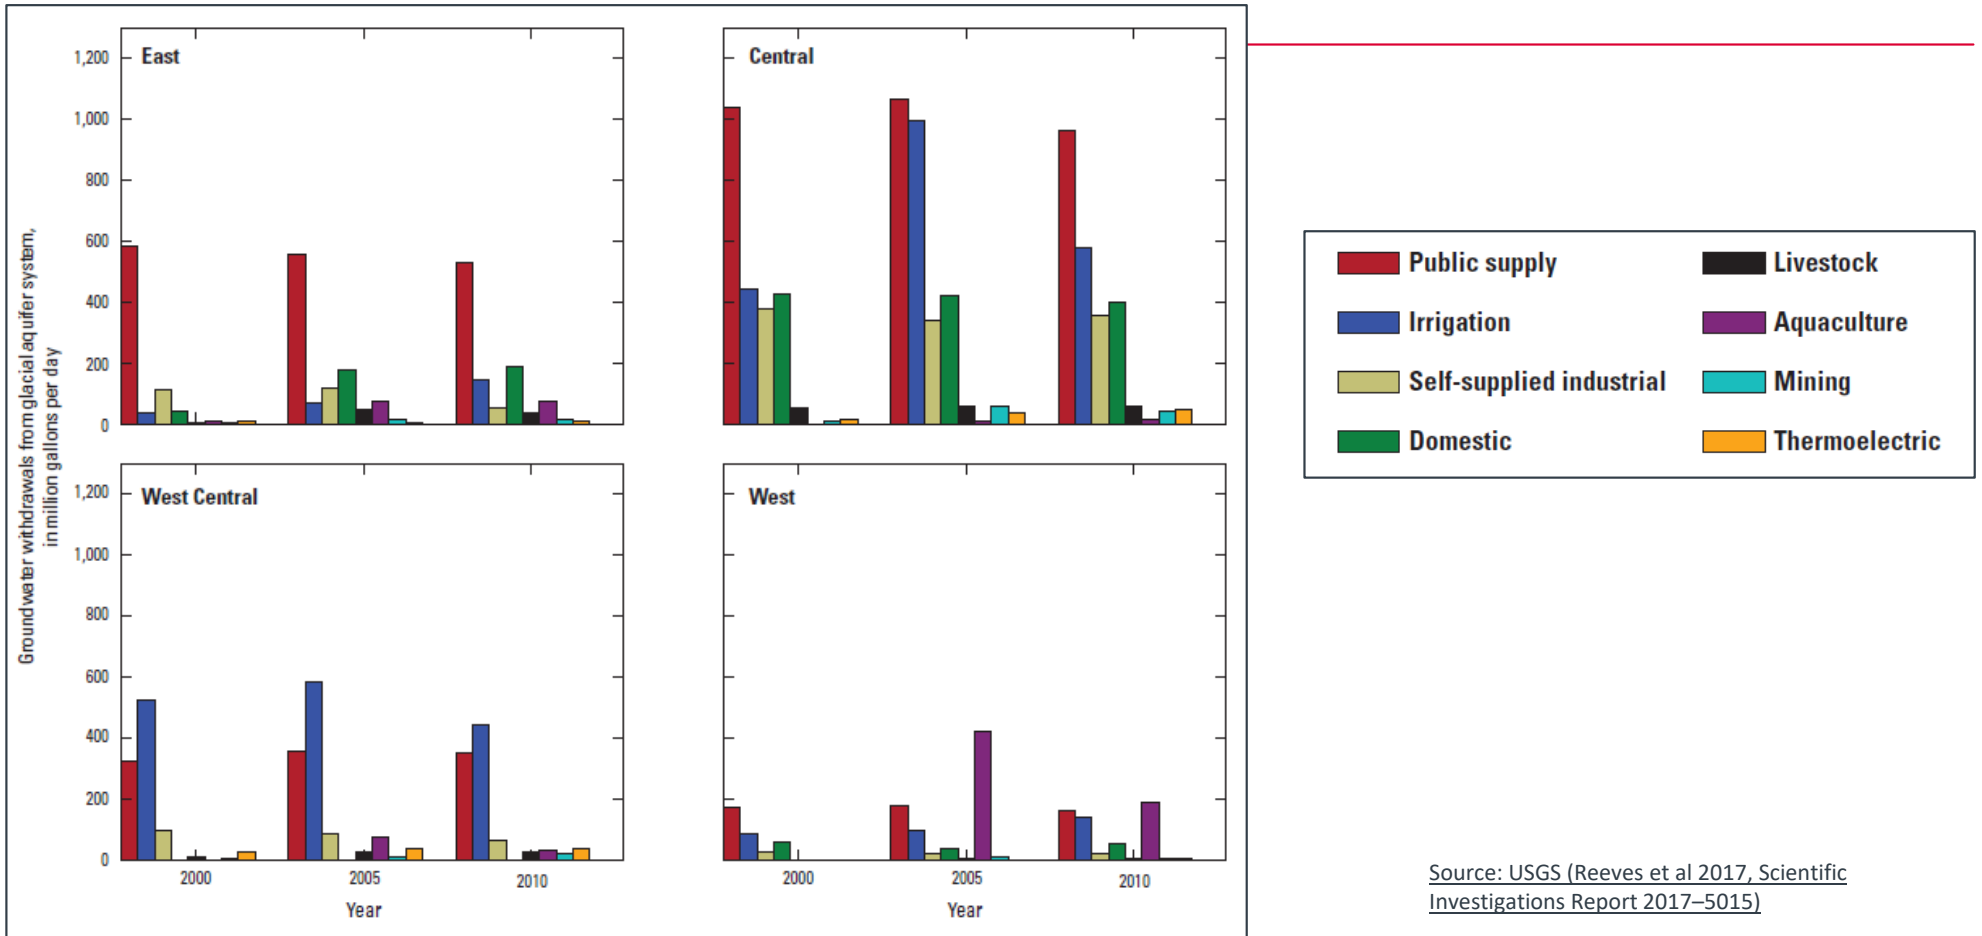 Groundwater withdrawals from glacial aquifer system,
in million gallons per day
East
1,200
1,000
800
600
400
200
0
Central
West Central
1,200
1,000
800
600
400
200
0
2000
2005
2010
Year
West
2000
2005
2010
Year
Public supply
Irrigation
Self-supplied industrial
Domestic
Livestock
Aquaculture
Mining
Thermoelectric
Source: USGS (Reeves et al 2017, Scientific
Investigations Report 2017–5015)